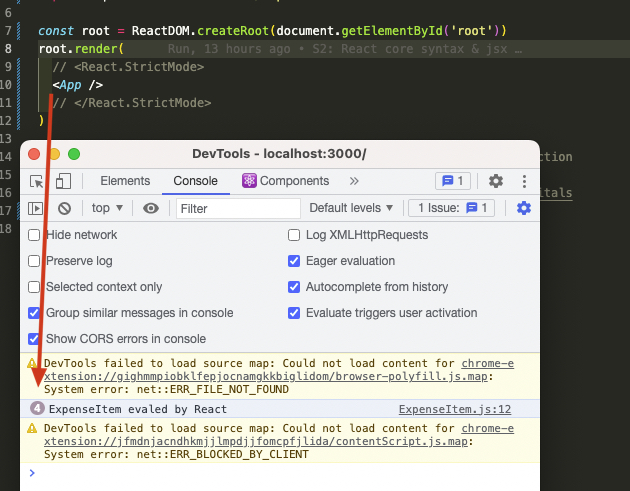 6
7 const root = ReactDOM.createRoot(document.getElementById('root'))
8 root.render( Run, 13 hours ago • S2: React core syntax & jsx …
9 // <React.StrictMode>
10 <App />
11 // </React.StrictMode>
12 )
13
DevTools - localhost:3000/
14 ction
15
Elements Console Components » 1
16 itals
17 top ▼ Filter Default levels ▼ 1 Issue: 1
18
Hide network Log XMLHttpRequests
Preserve log Eager evaluation
Selected context only Autocomplete from history
Group similar messages in console Evaluate triggers user activation
Show CORS errors in console
DevTools failed to load source map: Could not load content for chrome-e
xtension://gighmmpiobklfepjocnamgkkbiglidom/browser-polyfill.js.map:
System error: net::ERR_FILE_NOT_FOUND
4 ExpenseItem evaled by React ExpenseItem.js:12
DevTools failed to load source map: Could not load content for chrome-e
xtension://jfmdnjacndhkmjjlmpdjjfomcpfjlida/contentScript.js.map:
System error: net::ERR_BLOCKED_BY_CLIENT
>